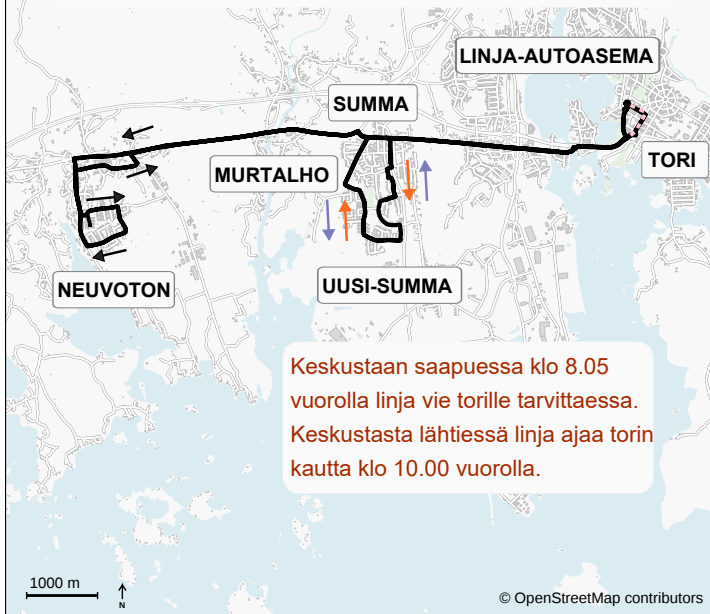 LINJA-AUTOASEMA
SUMMA
TORI
MURTALHO
NEUVOTON
UUSI-SUMMA
Keskustaan saapuessa klo 8.05
vuorolla linja vie torille tarvittaessa.
Keskustasta lähtiessä linja ajaa torin
kautta klo 10.00 vuorolla.
1000 m
N
© OpenStreetMap contributors